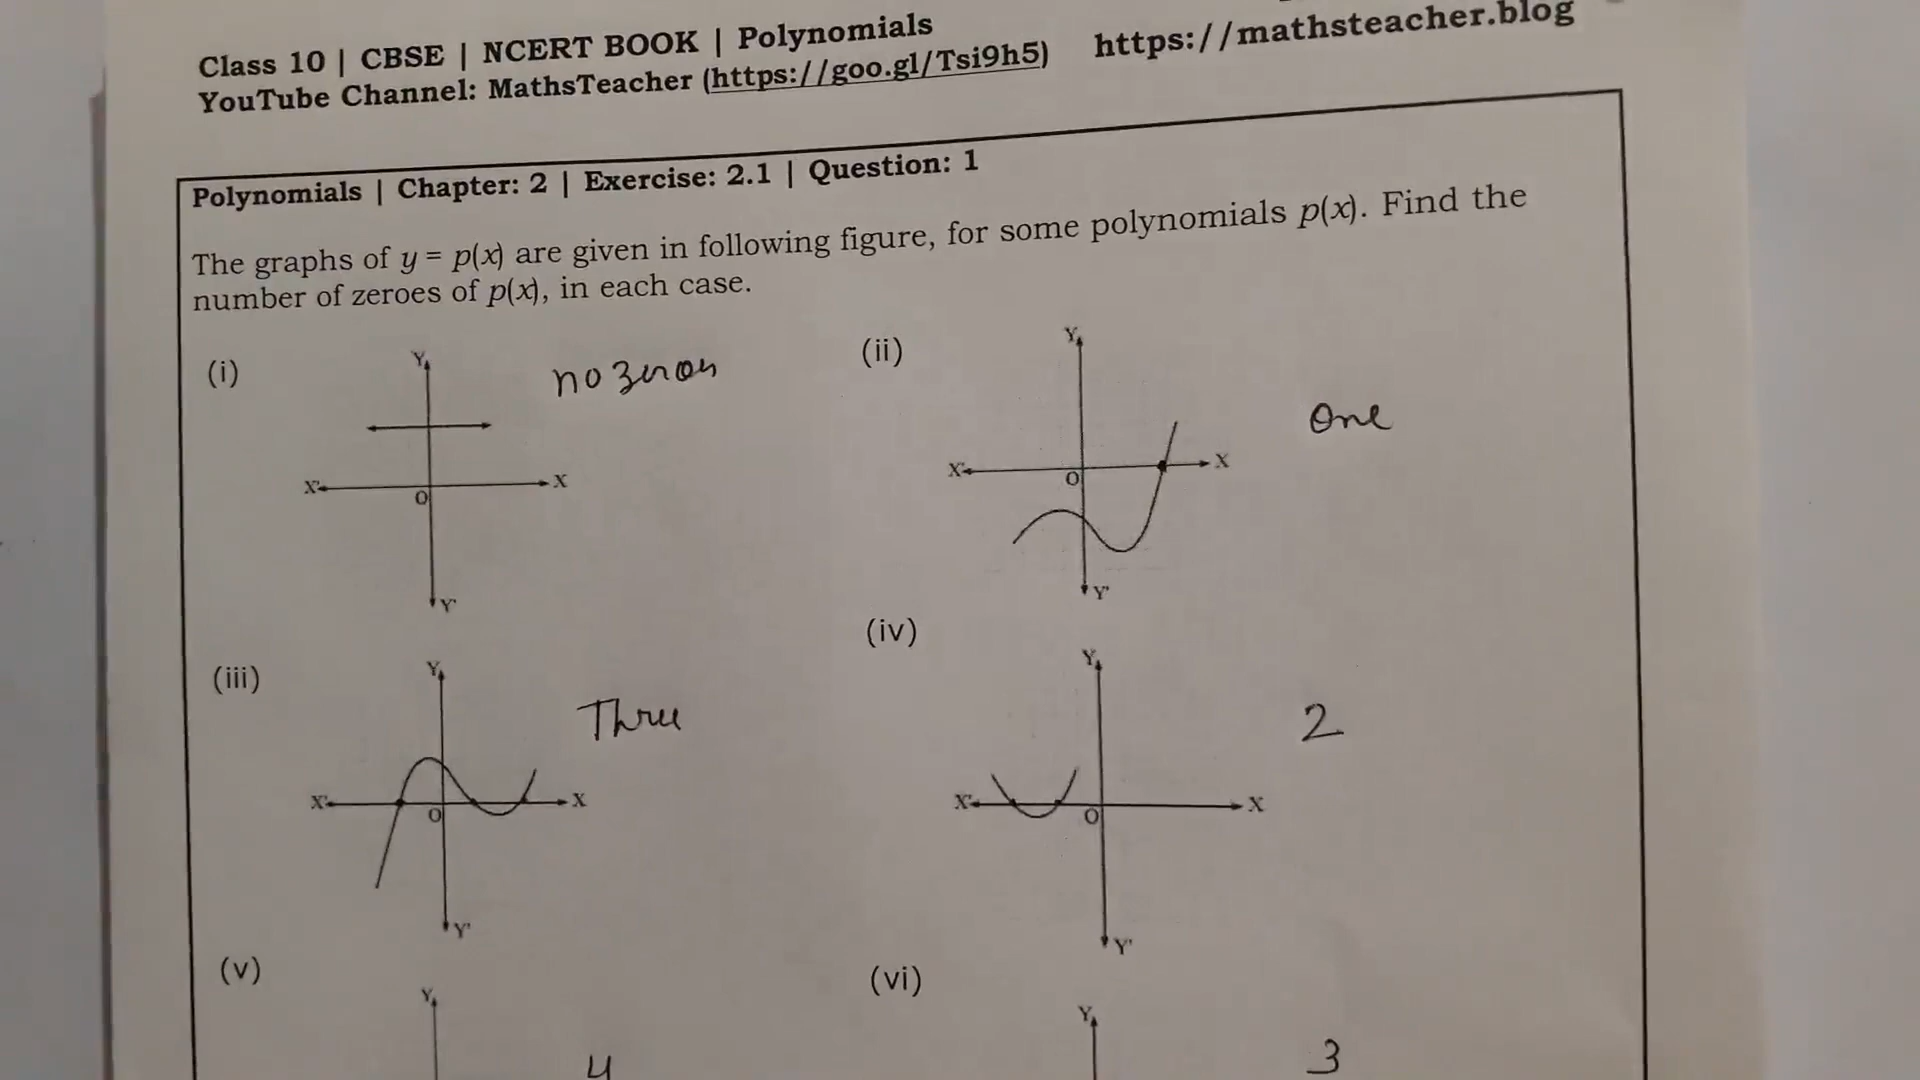 Class 10 | CBSE | NCERT BOOK | Polynomials
YouTube Channel: MathsTeacher (https://goo.gl/Tsi9h5)
https://mathsteacher.blog
Polynomials | Chapter: 2 | Exercise: 2.1 | Question: 1
The graphs of y = p(x) are given in following figure, for some polynomials p(x). Find the
number of zeroes of p(x), in each case.
(i)
Y
X'
O
X
Y'
no
(ii)
Y
X'
O
X
Y'
One
(iii)
Y
X'
O
X
Y'
Three
(iv)
Y
X'
O
X
Y'
2
(v)
Y
4
(vi)
Y
3